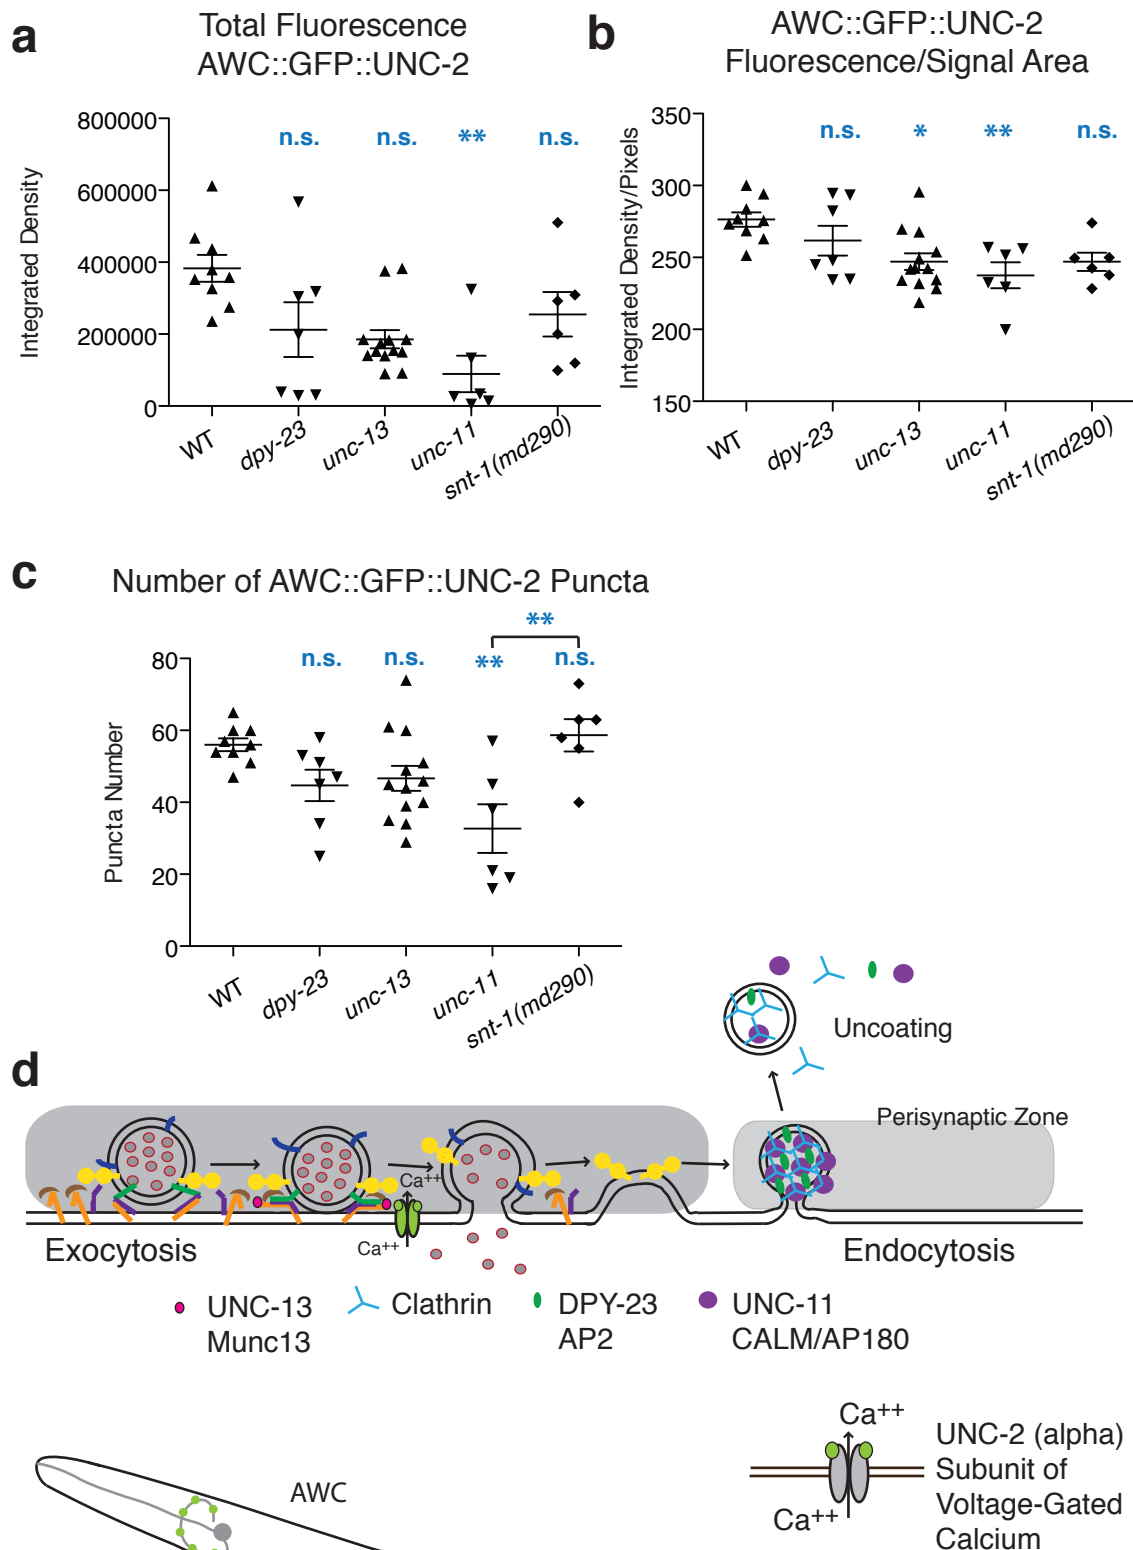 a
Total Fluorescence
AWC::GFP::UNC-2
Integrated Density
800000
600000
400000
200000
0
n.s.
n.s.
**
n.s.
WT
dpy-23
unc-13
unc-11
snt-1(md290)
b
AWC::GFP::UNC-2
Fluorescence/Signal Area
Integrated Density/Pixels
350
300
250
200
150
n.s.
*
**
n.s.
WT
dpy-23
unc-13
unc-11
snt-1(md290)
c
Number of AWC::GFP::UNC-2 Puncta
Puncta Number
80
60
40
20
0
**
n.s.
n.s.
**
n.s.
WT
dpy-23
unc-13
unc-11
snt-1(md290)
d
Uncoating
Perisynaptic Zone
Ca++
Ca++
Exocytosis
Endocytosis
UNC-13
Munc13
Clathrin
DPY-23
AP2
UNC-11
CALM/AP180
AWC
Ca++
Ca++
UNC-2 (alpha)
Subunit of
Voltage-Gated
Calcium